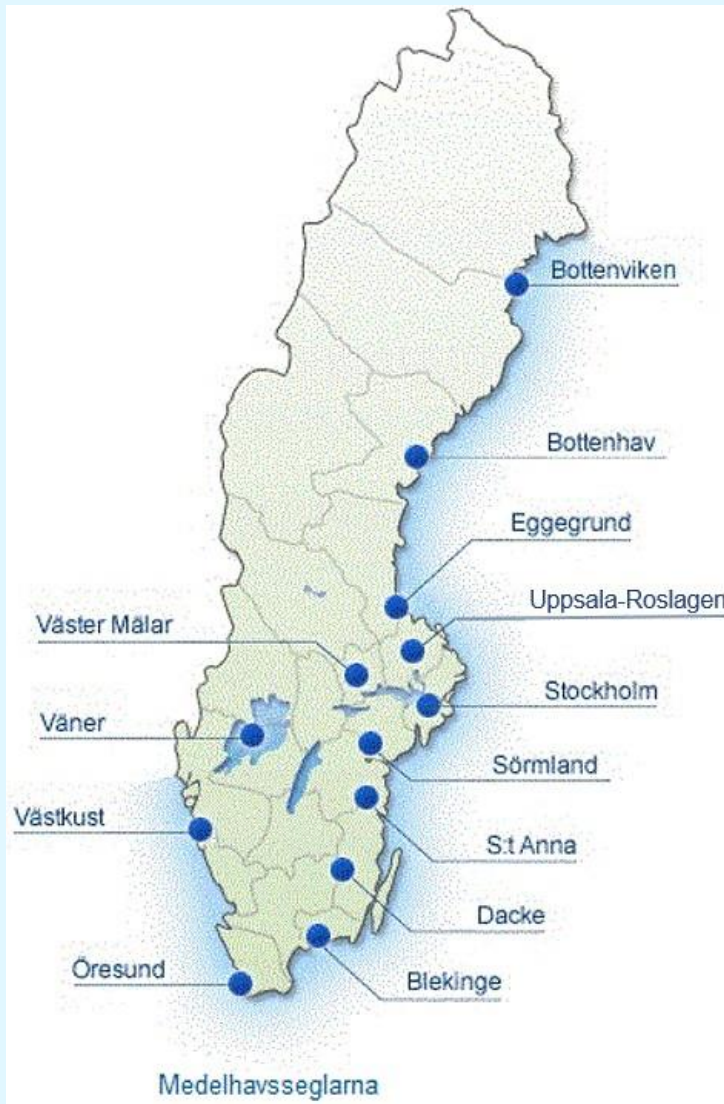 Bottenviken
Bottenhav
Eggegrund
Uppsala-Roslagen
Väster Mälar
Stockholm
Väner
Sörmland
Västkust
S:t Anna
Dacke
Öresund
Blekinge
Medelhavsseglarna